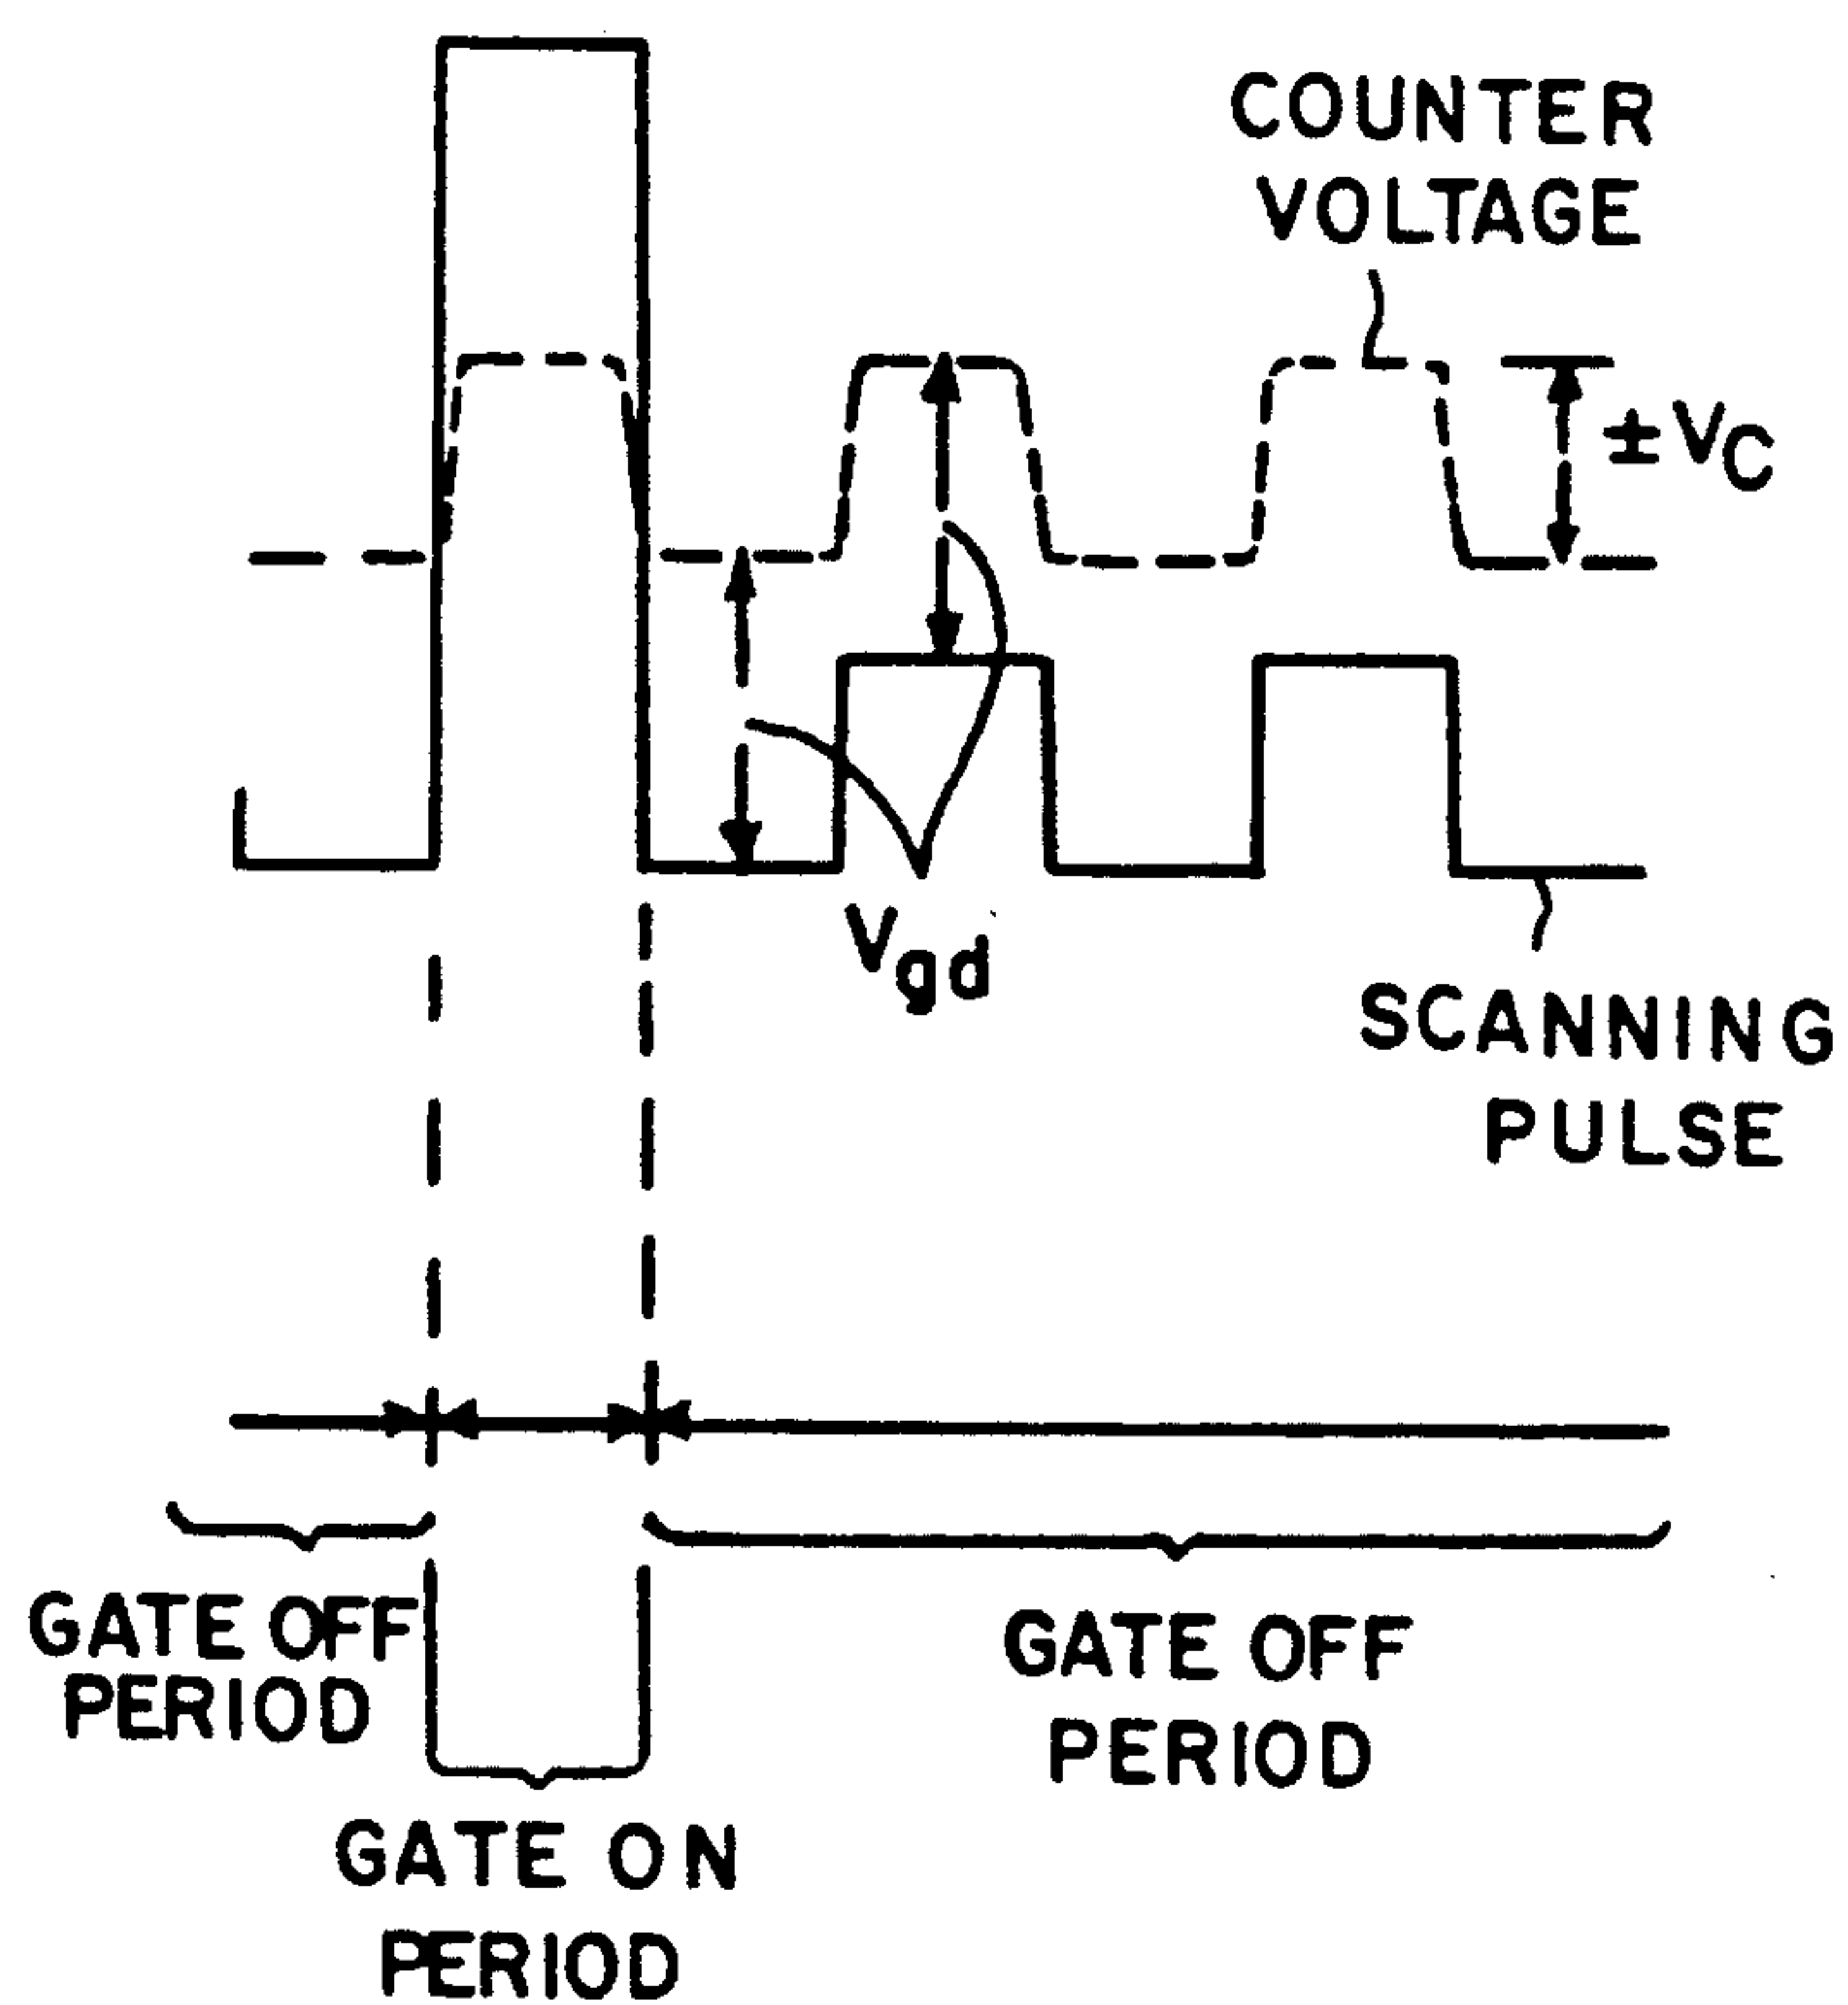 COUNTER
VOLTAGE
±VC
Vgd
SCANNING
PULSE
GATE OFF
PERIOD
GATE OFF
PERIOD
GATE ON
PERIOD